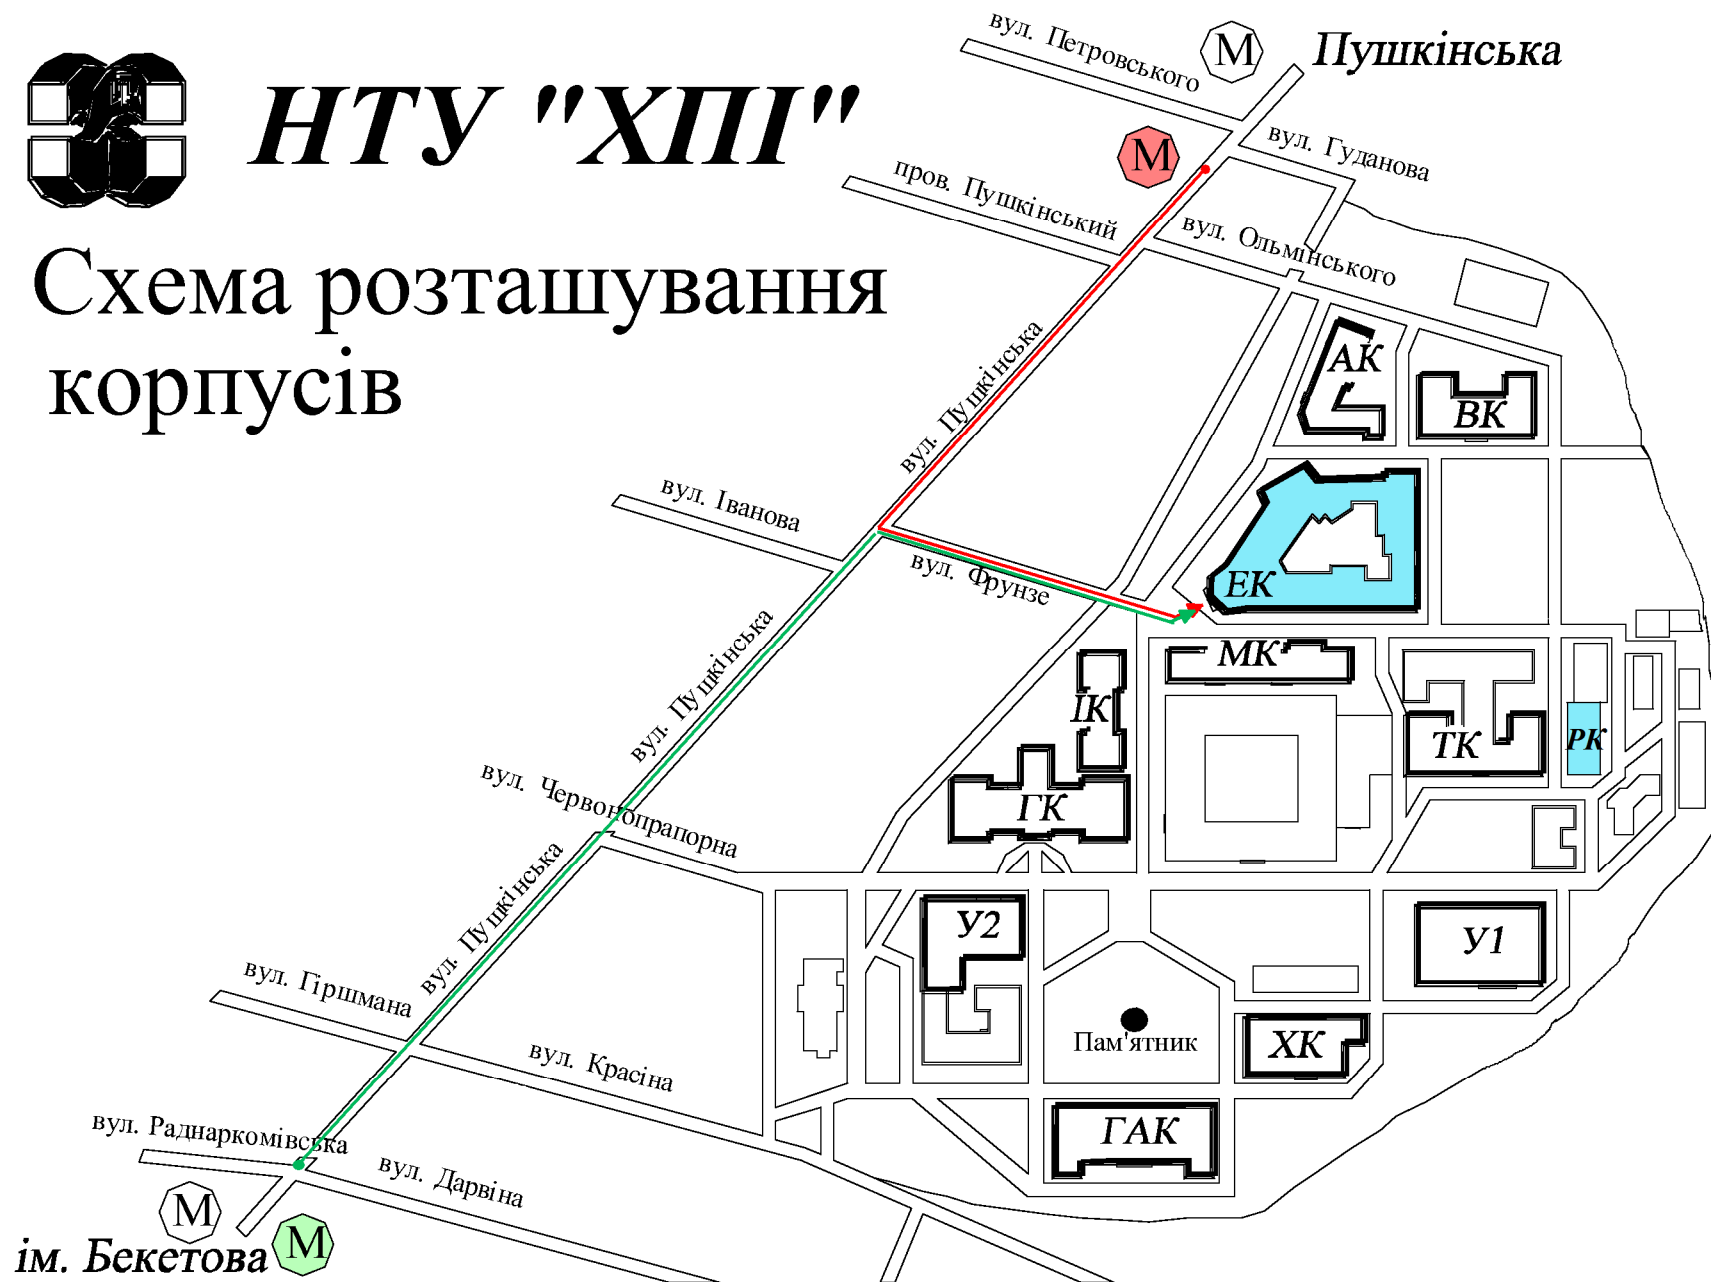 НТУ "ХПІ"
Схема розташування
корпусів
вул. Петровського
М
Пушкінська
М
вул. Гуданова
пров. Пушкінський
вул. Ольмінського
вул. Пушкінська
АК
ВК
вул. Іванова
вул. Фрунзе
ЕК
вул. Пушкінська
МК
ІК
ТК
РК
вул. Червонопрапорна
ГК
вул. Пушкінська
У2
У1
вул. Гіршмана
вул. Красіна
Пам'ятник
ХК
вул. Раднаркомівська
ГАК
вул. Дарвіна
М
М
ім. Бекетова